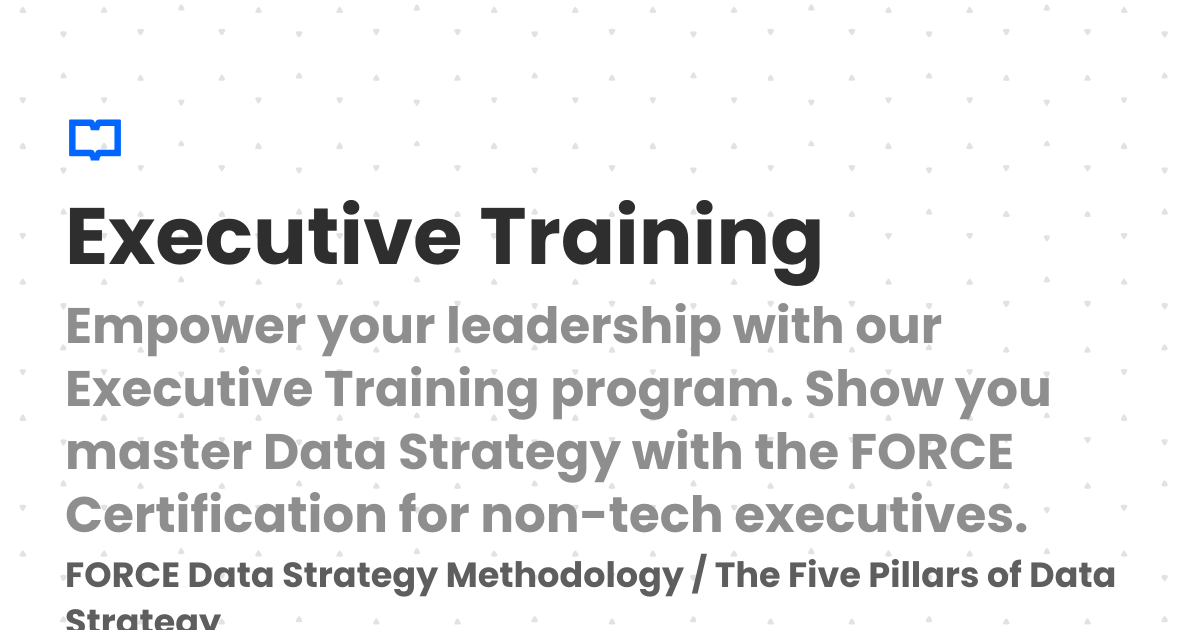 Executive Training
Empower your leadership with our
Executive Training program. Show you
master Data Strategy with the FORCE
Certification for non-tech executives.
FORCE Data Strategy Methodology / The Five Pillars of Data
Strategy